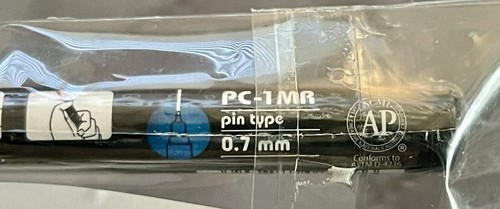 PC-1MR
pin type
0.7 mm
AP
®
Conforms to
ASTM D-4236